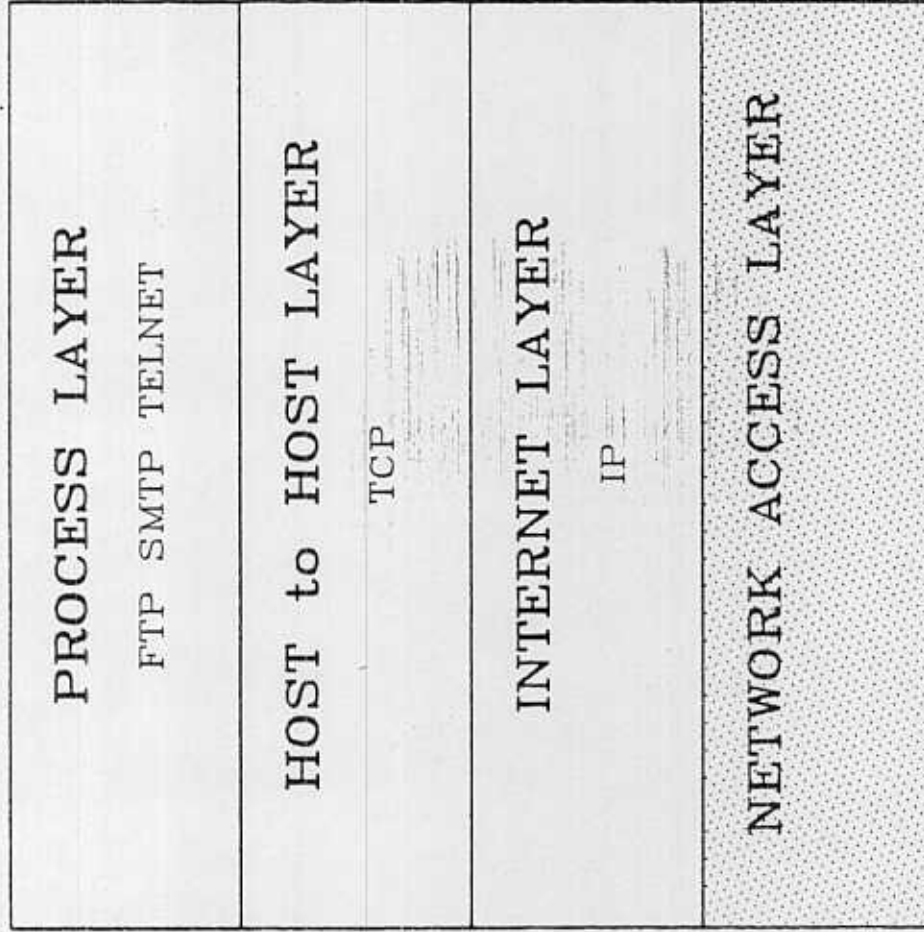 PROCESS LAYER
FTP SMTP TELNET
HOST to HOST LAYER
TCP
INTERNET LAYER
IP
NETWORK ACCESS LAYER